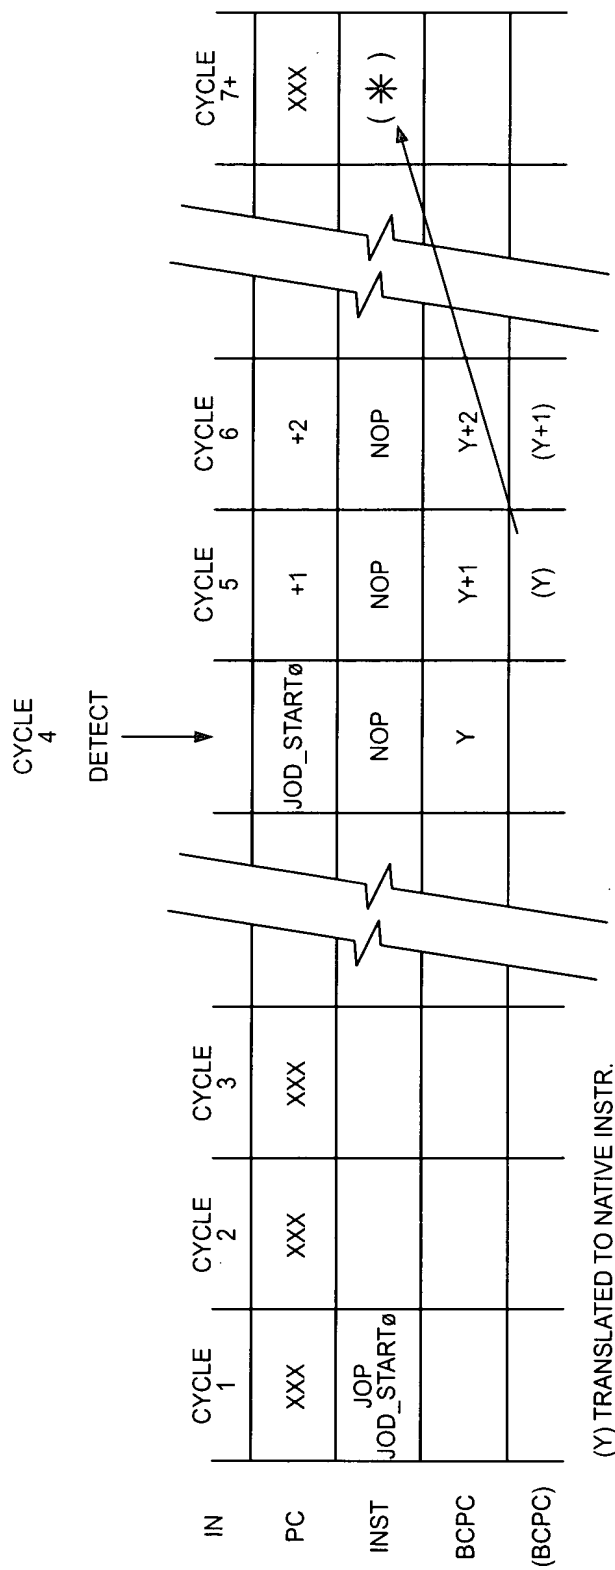 CYCLE
4
DETECT
IN
CYCLE
1
CYCLE
2
CYCLE
3
CYCLE
5
CYCLE
6
CYCLE
7+
PC
XXX
XXX
XXX
JOD_STARTø
+1
+2
XXX
INST
JOP
JOD_STARTø
NOP
NOP
NOP
( * )
BCPC
Y
Y+1
Y+2
(BCPC)
(Y)
(Y+1)
(Y) TRANSLATED TO NATIVE INSTR.